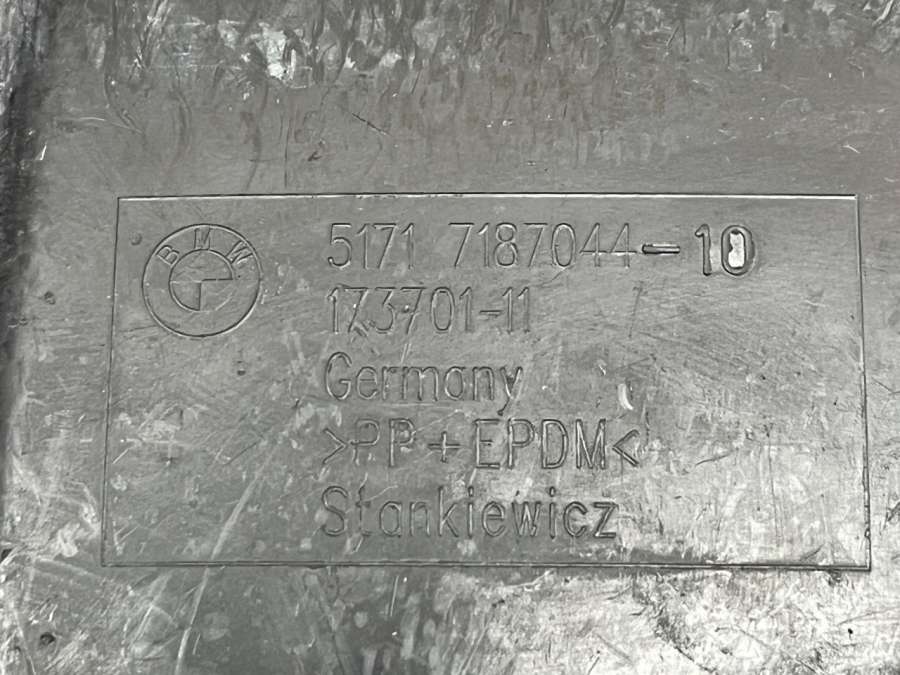 BMW
5171 7187044-10
173701-11
Germany
>PP+EPDM<
Stankiewicz